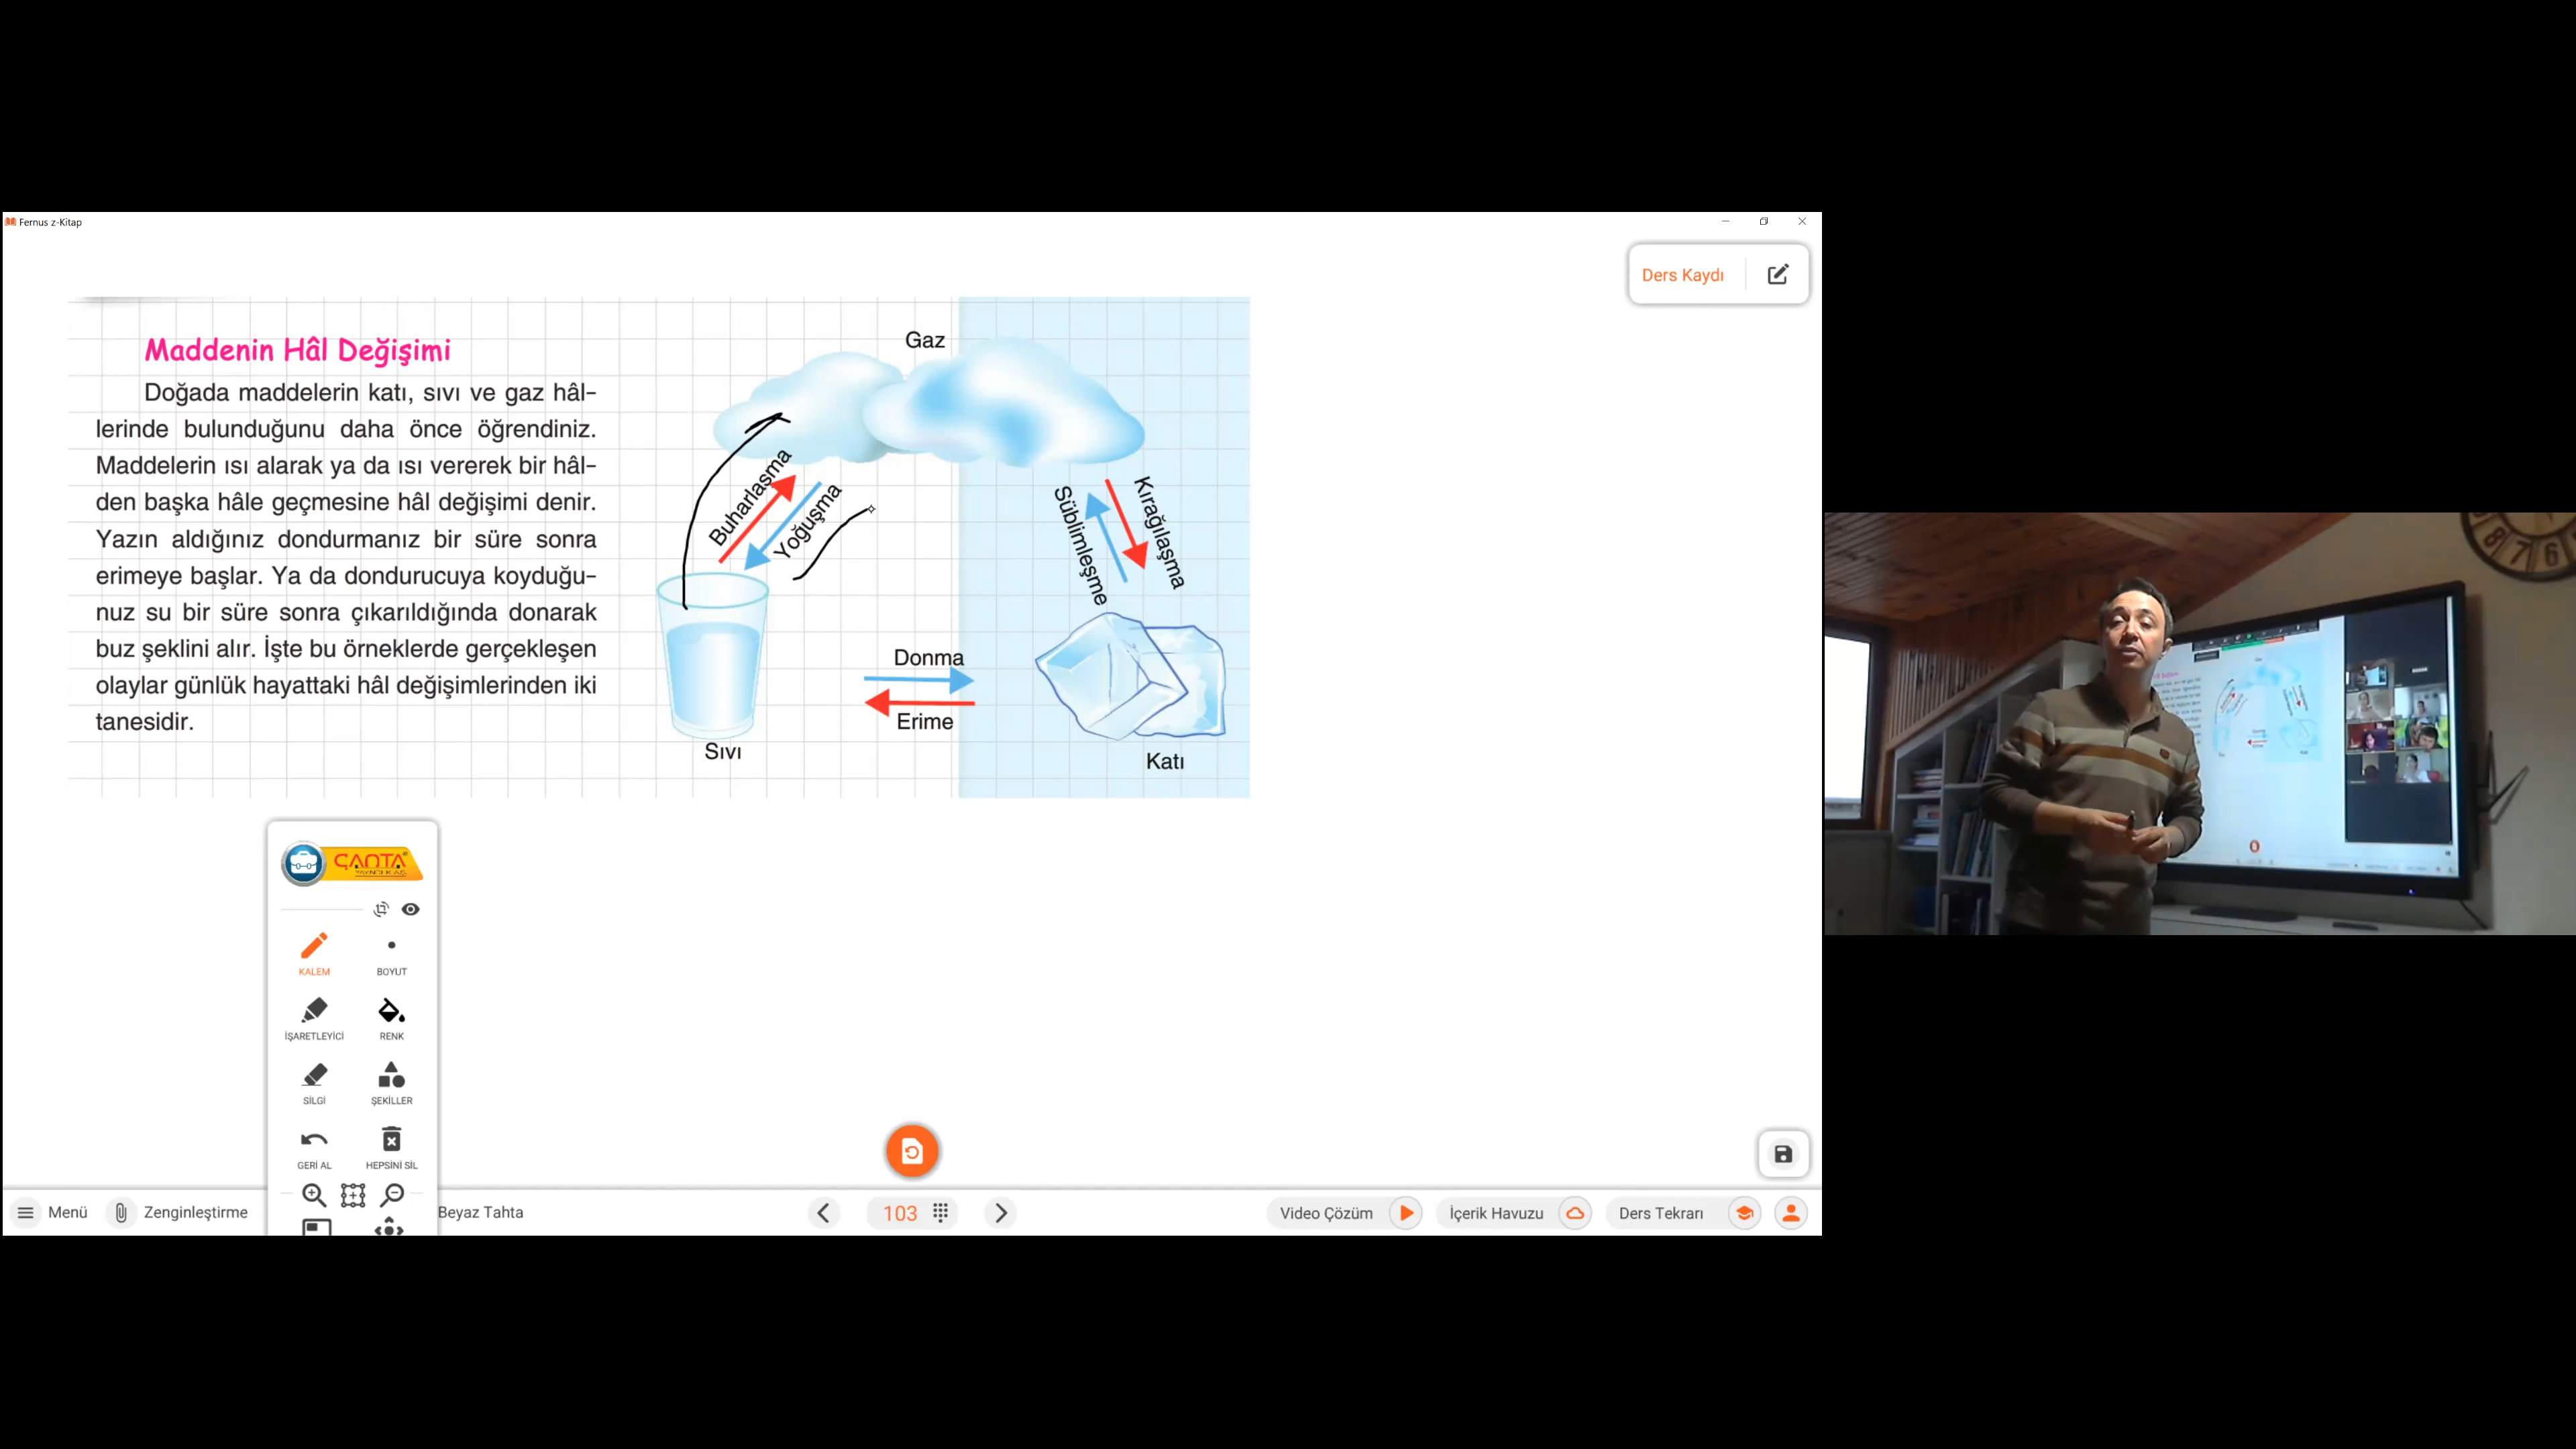 Fernus z-Kitap
Ders Kaydı
Maddenin Hâl Değişimi
Doğada maddelerin katı, sıvı ve gaz hâl-
lerinde bulunduğunu daha önce öğrendiniz.
Maddelerin ısı alarak ya da ısı vererek bir hâl-
den başka hâle geçmesine hâl değişimi denir.
Yazın aldığınız dondurmanız bir süre sonra
erimeye başlar. Ya da dondurucuya koyduğu-
nuz su bir süre sonra çıkarıldığında donarak
buz şeklini alır. İşte bu örneklerde gerçekleşen
olaylar günlük hayattaki hâl değişimlerinden iki
tanesidir.
Gaz
Buharlaşma
Yoğuşma
Süblimleşme
Kırağılaşma
Donma
Erime
Sıvı
Katı
8 7 6
ÇANTA
KALEM
BOYUT
İŞARETLEYİCİ
RENK
SİLGİ
ŞEKİLLER
GERİ AL
HEPSİNİ SİL
Menü
Zenginleştirme
Beyaz Tahta
103
Video Çözüm
İçerik Havuzu
Ders Tekrarı